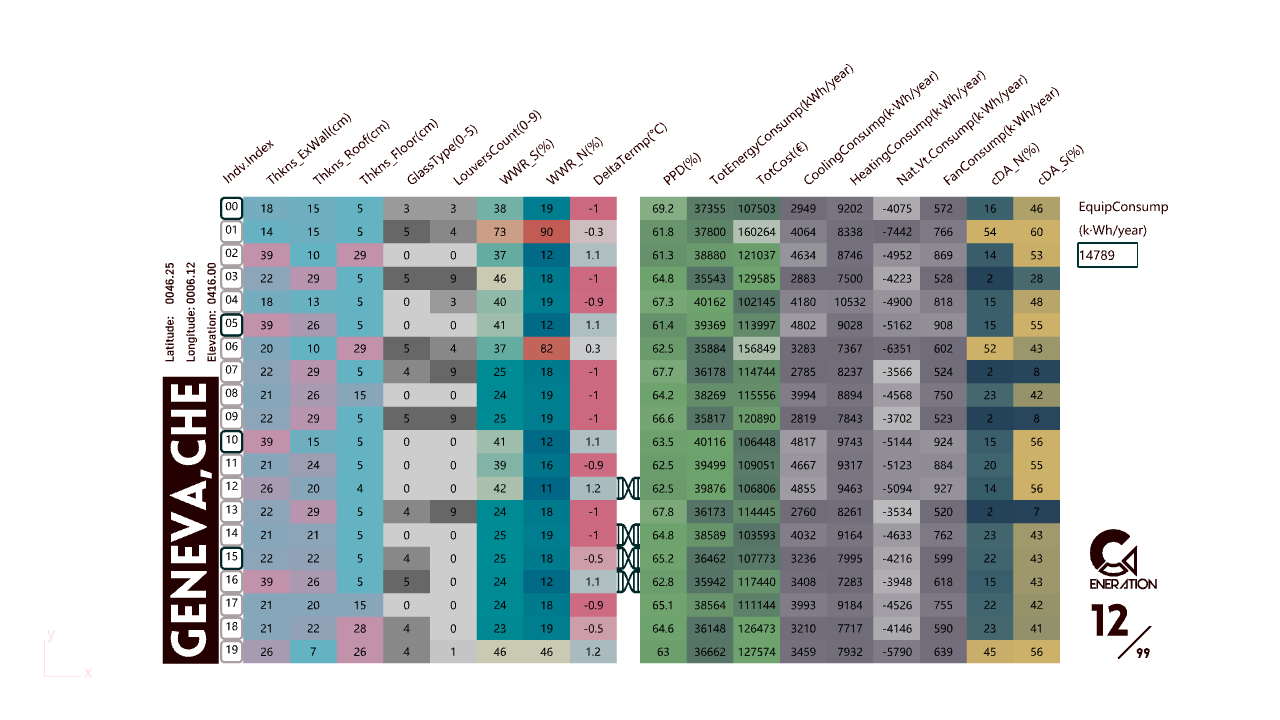 Indv.Index Thkns_ExWall(cm) Thkns_Roof(cm) Thkns_Floor(cm) GlassType(0-5) LouversCount(0-9) WWR_S(%) WWR_N(%) DeltaTermp(°C) PPD(%) TotEnergyConsump(kWh/year) TotCost(€) CoolingConsump(k·Wh/year) HeatingConsump(k·Wh/year) Nat.Vt.Consump(k·Wh/year) FanConsump(k·Wh/year) cDA_N(%) cDA_S(%)
00 18 15 5 3 3 38 19 -1 69.2 37355 107503 2949 9202 -4075 572 16 46
01 14 15 5 5 4 73 90 -0.3 61.8 37800 160264 4064 8338 -7442 766 54 60
02 39 10 29 0 0 37 12 1.1 61.3 38880 121037 4634 8746 -4952 869 14 53
03 22 29 5 5 9 46 18 -1 64.8 35543 129585 2883 7500 -4223 528 2 28
04 18 13 5 0 3 40 19 -0.9 67.3 40162 102145 4180 10532 -4900 818 15 48
05 39 26 5 0 0 41 12 1.1 61.4 39369 113997 4802 9028 -5162 908 15 55
06 20 10 29 5 4 37 82 0.3 62.5 35884 156849 3283 7367 -6351 602 52 43
07 22 29 5 4 9 25 18 -1 67.7 36178 114744 2785 8237 -3566 524 2 8
08 21 26 15 0 0 24 19 -1 64.2 38269 115556 3994 8894 -4568 750 23 42
09 22 29 5 5 9 25 19 -1 66.6 35817 120890 2819 7843 -3702 523 2 8
10 39 15 5 0 0 41 12 1.1 63.5 40116 106448 4817 9743 -5144 924 15 56
11 21 24 5 0 0 39 16 -0.9 62.5 39499 109051 4667 9317 -5123 884 20 55
12 26 20 4 0 0 42 11 1.2 62.5 39876 106806 4855 9463 -5094 927 14 56
13 22 29 5 4 9 24 18 -1 67.8 36173 114445 2760 8261 -3534 520 2 7
14 21 21 5 0 0 25 19 -1 64.8 38589 103593 4032 9164 -4633 762 23 43
15 22 22 5 4 0 25 18 -0.5 65.2 36462 107773 3236 7995 -4216 599 22 43
16 39 26 5 5 0 24 12 1.1 62.8 35942 117440 3408 7283 -3948 618 15 43
17 21 20 15 0 0 24 18 -0.9 65.1 38564 111144 3993 9184 -4526 755 22 42
18 21 22 28 4 0 23 19 -0.5 64.6 36148 126473 3210 7717 -4146 590 23 41
19 26 7 26 4 1 46 46 1.2 63 36662 127574 3459 7932 -5790 639 45 56
Latitude: 0046.25
Longitude: 0006.12
Elevation: 0416.00
GENEVA,CHE
EquipConsump
(k·Wh/year)
14789
GENERATION
12/99
y
x